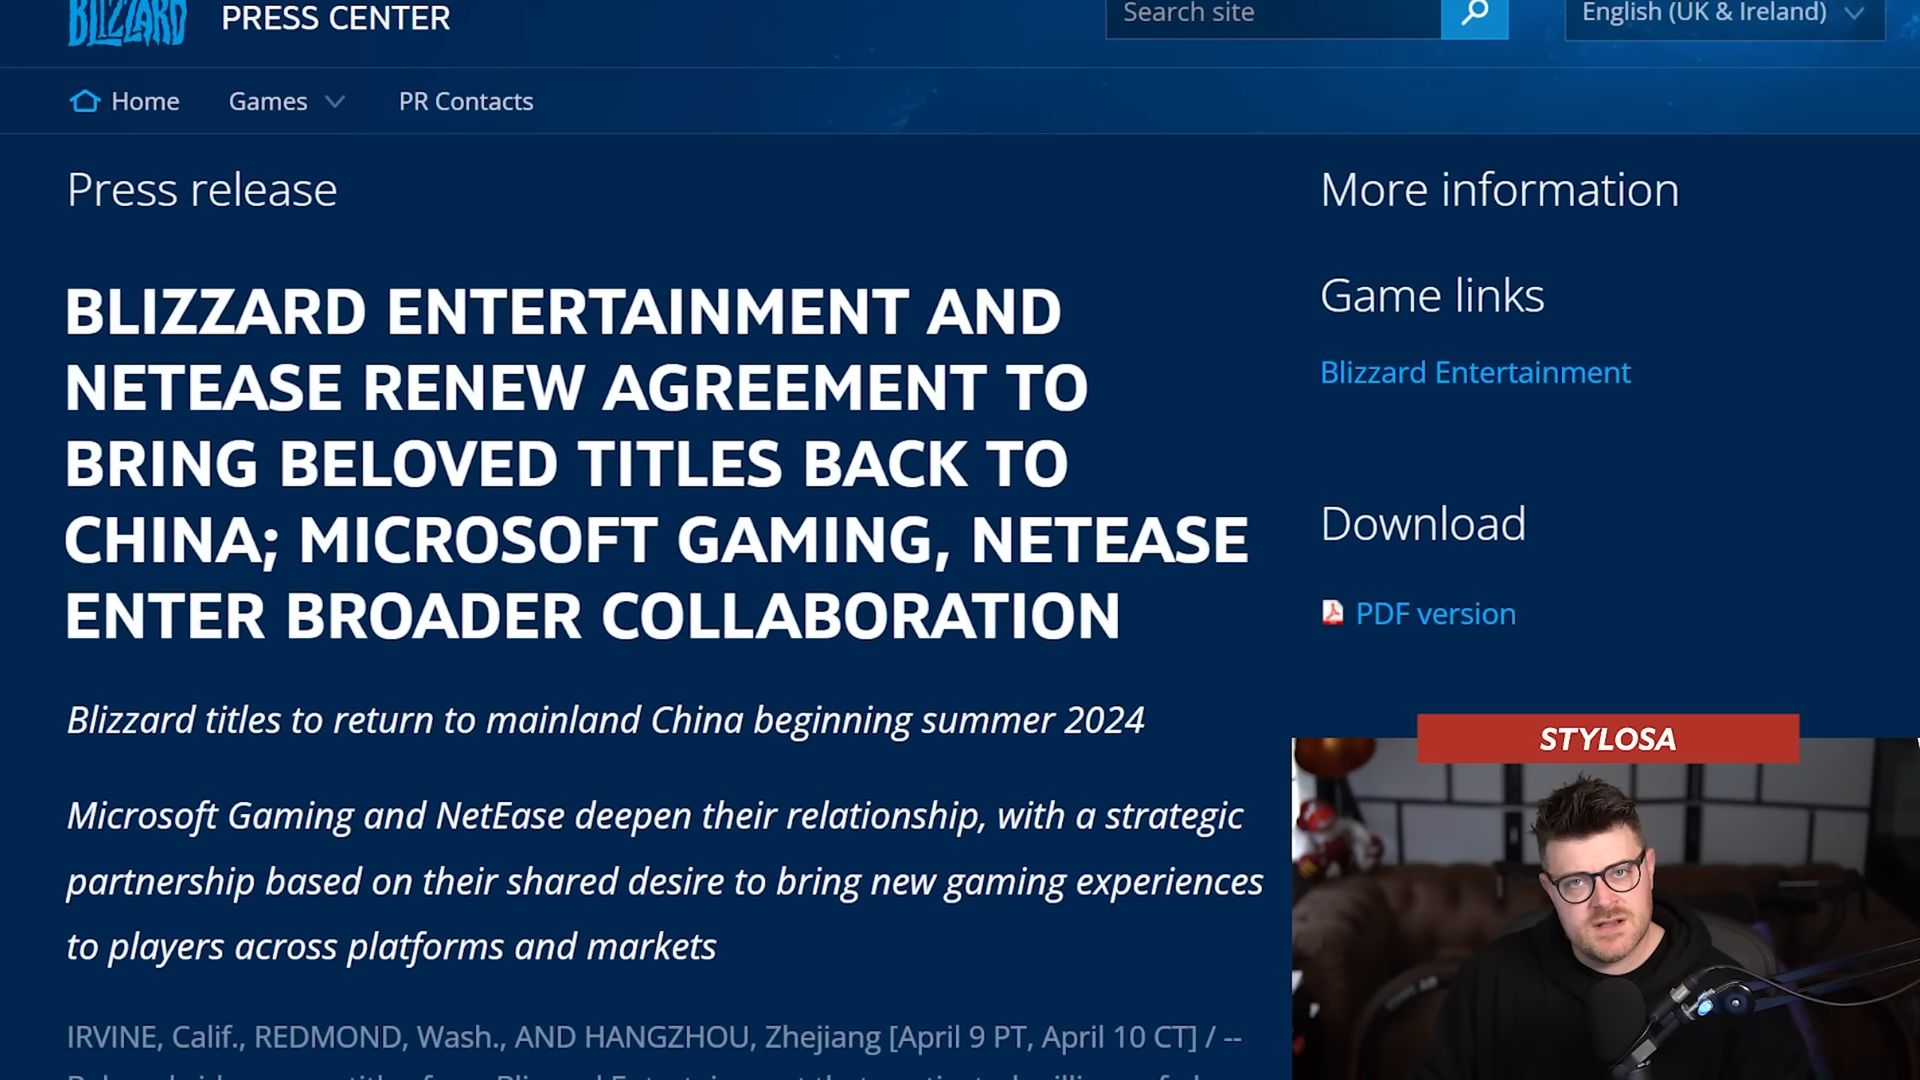 BLIZZARD
PRESS CENTER
Search site
English (UK & Ireland)
Home
Games
PR Contacts
Press release
BLIZZARD ENTERTAINMENT AND
NETEASE RENEW AGREEMENT TO
BRING BELOVED TITLES BACK TO
CHINA; MICROSOFT GAMING, NETEASE
ENTER BROADER COLLABORATION
Blizzard titles to return to mainland China beginning summer 2024
Microsoft Gaming and NetEase deepen their relationship, with a strategic
partnership based on their shared desire to bring new gaming experiences
to players across platforms and markets
IRVINE, Calif., REDMOND, Wash., AND HANGZHOU, Zhejiang [April 9 PT, April 10 CT] / --
More information
Game links
Blizzard Entertainment
Download
PDF version
STYLOSA